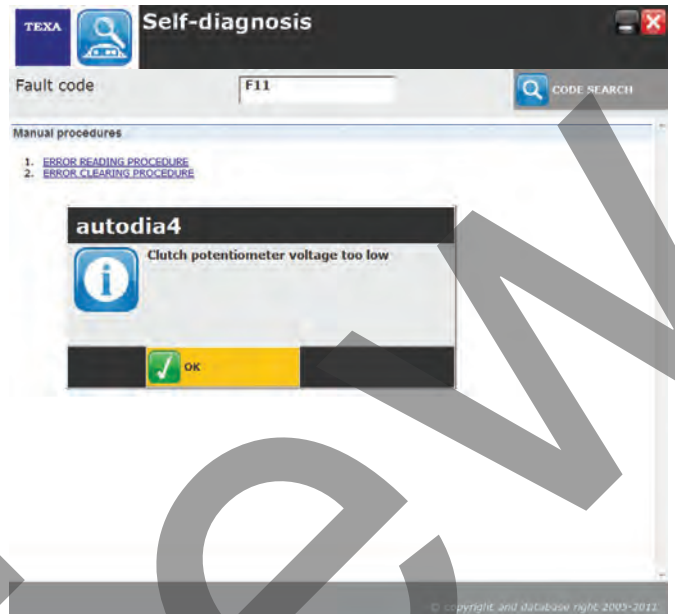 TEXA
Self-diagnosis
Fault code
F11
CODE SEARCH
Manual procedures
1. ERROR READING PROCEDURE
2. ERROR CLEARING PROCEDURE
autodia4
Clutch potentiometer voltage too low
OK
© copyright and database right 2005-2012